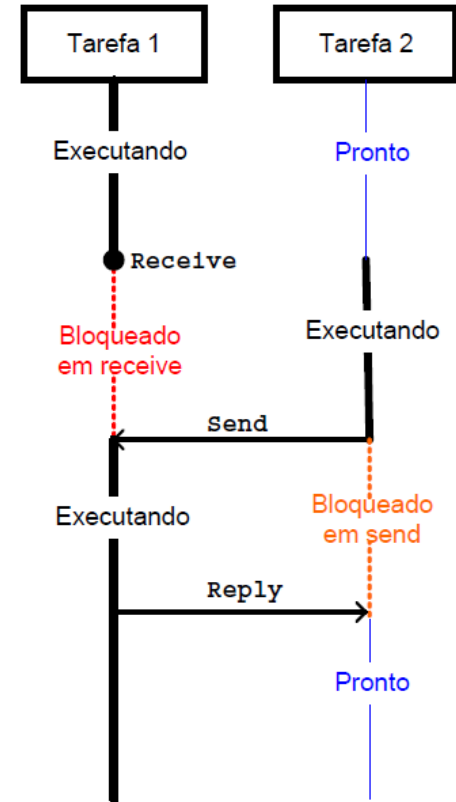 Tarefa 1
Tarefa 2
Executando
Pronto
Receive
Executando
Bloqueado
em receive
Send
Executando
Bloqueado
em send
Reply
Pronto